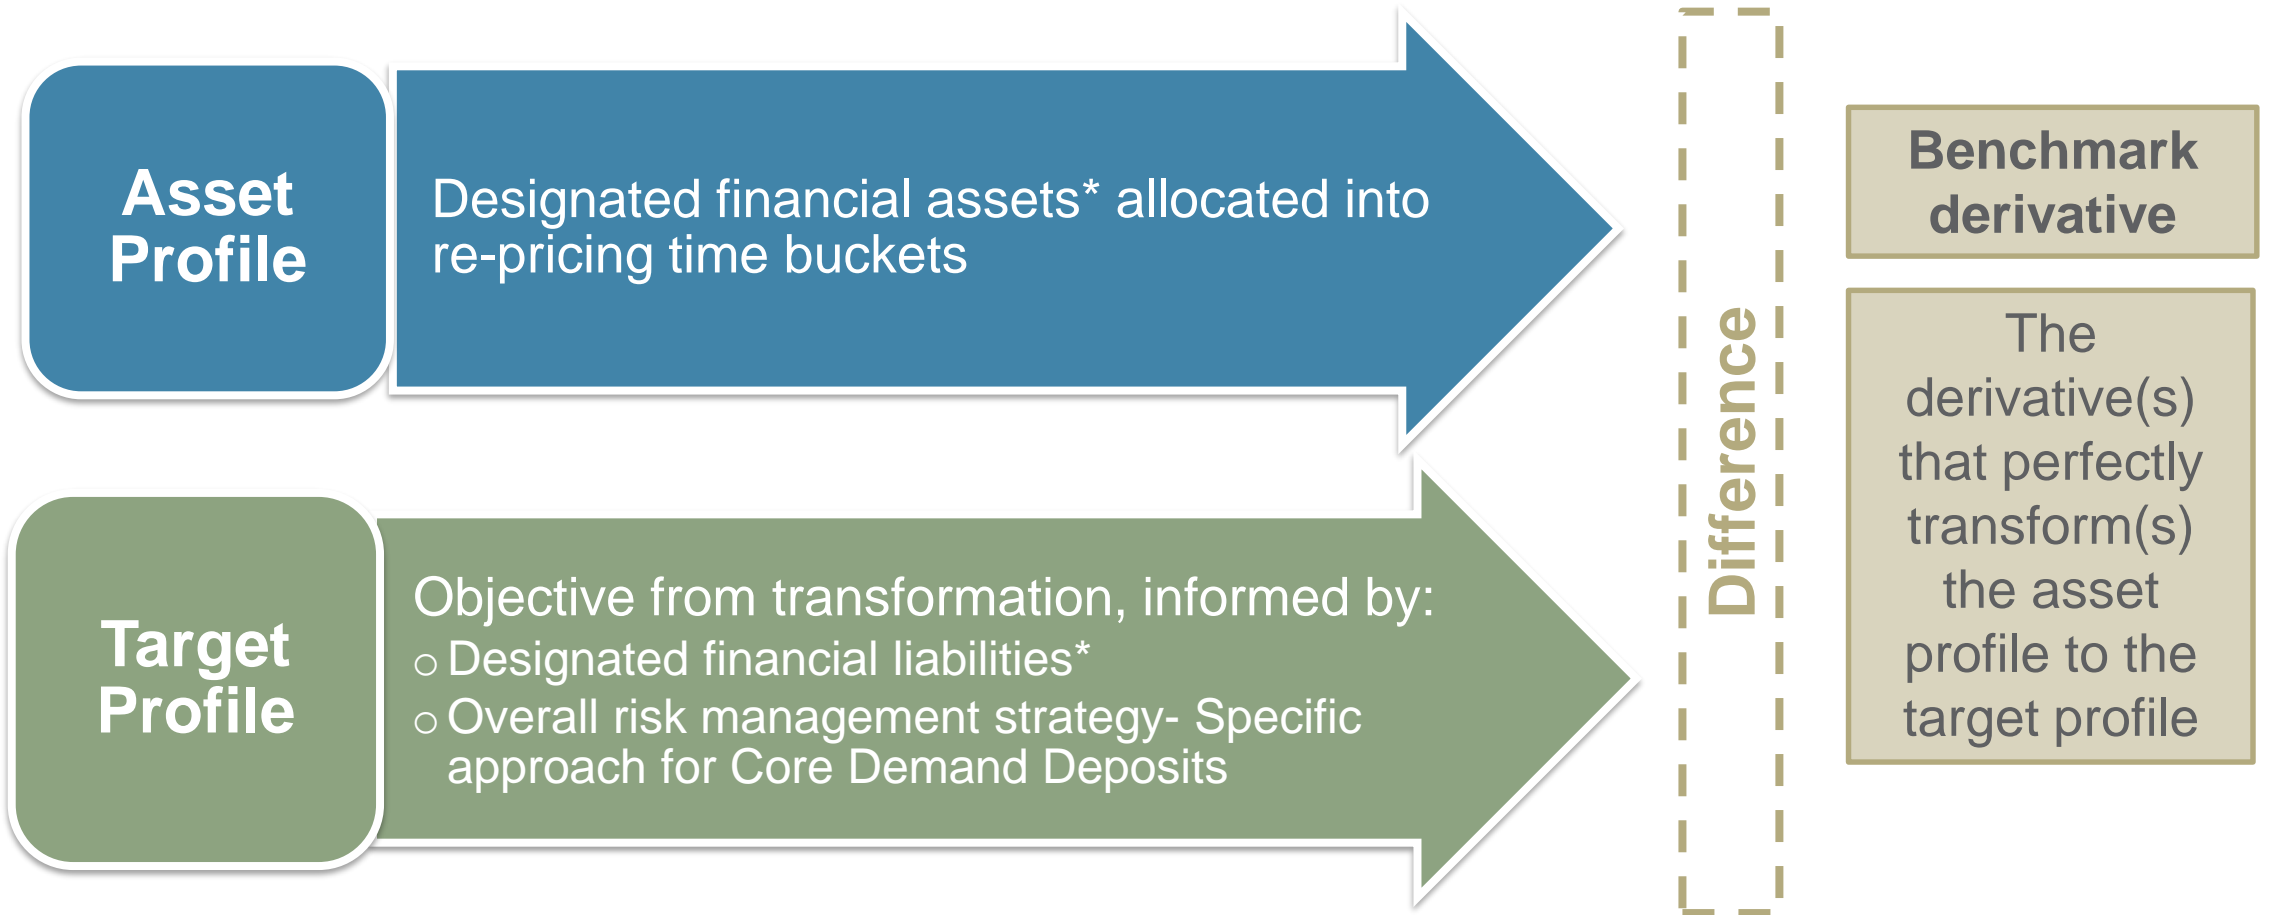 Asset
Profile
Designated financial assets* allocated into
re-pricing time buckets
Target
Profile
Objective from transformation, informed by:
○ Designated financial liabilities*
○ Overall risk management strategy- Specific
approach for Core Demand Deposits
Difference
Benchmark
derivative
The
derivative(s)
that perfectly
transform(s)
the asset
profile to the
target profile